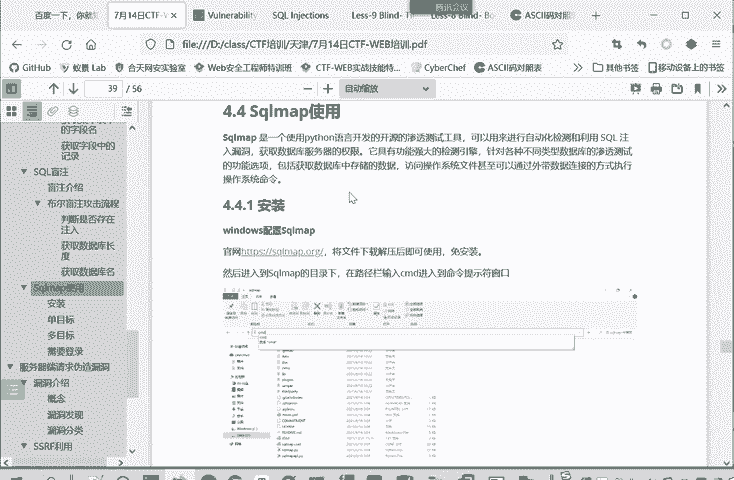 腾讯会议
百度一下，你就知
7月14日CTF-W
Vulnerability
SQL Injections
Less-9 Blind- T
Less-8 Blind- Bo
ASCII码对照
file:///D:/class/CTF培训/天津/7月14日CTF-WEB培训.pdf
GitHub
蚁景 Lab
合天网安实验室
Web安全工程师特训班
CTF-WEB实战技能特...
CyberChef
ASCII码对照表
其他书签
移动设备上的书签
39 / 56
自动缩放
的字段名
获取字段中的
记录
SQL盲注
盲注介绍
布尔盲注攻击流程
判断是否存在
注入
获取数据库长
度
获取数据库名
Sqlmap使用
安装
单目标
多目标
需要登录
服务器端请求伪造漏洞
漏洞介绍
概念
漏洞发现
漏洞分类
SSRF利用
4.4 Sqlmap使用
Sqlmap 是一个使用python语言开发的开源的渗透测试工具，可以用来进行自动化检测和利用 SQL 注
入漏洞，获取数据库服务器的权限。它具有功能强大的检测引擎，针对各种不同类型数据库的渗透测试
的功能选项，包括获取数据库中存储的数据，访问操作系统文件甚至可以通过外带数据连接的方式执行
操作系统命令。
4.4.1 安装
windows配置Sqlmap
官网https://sqlmap.org/，将文件下载解压后即可使用，免安装。
然后进入到Sqlmap的目录下，在路径栏输入cmd进入到命令提示符窗口